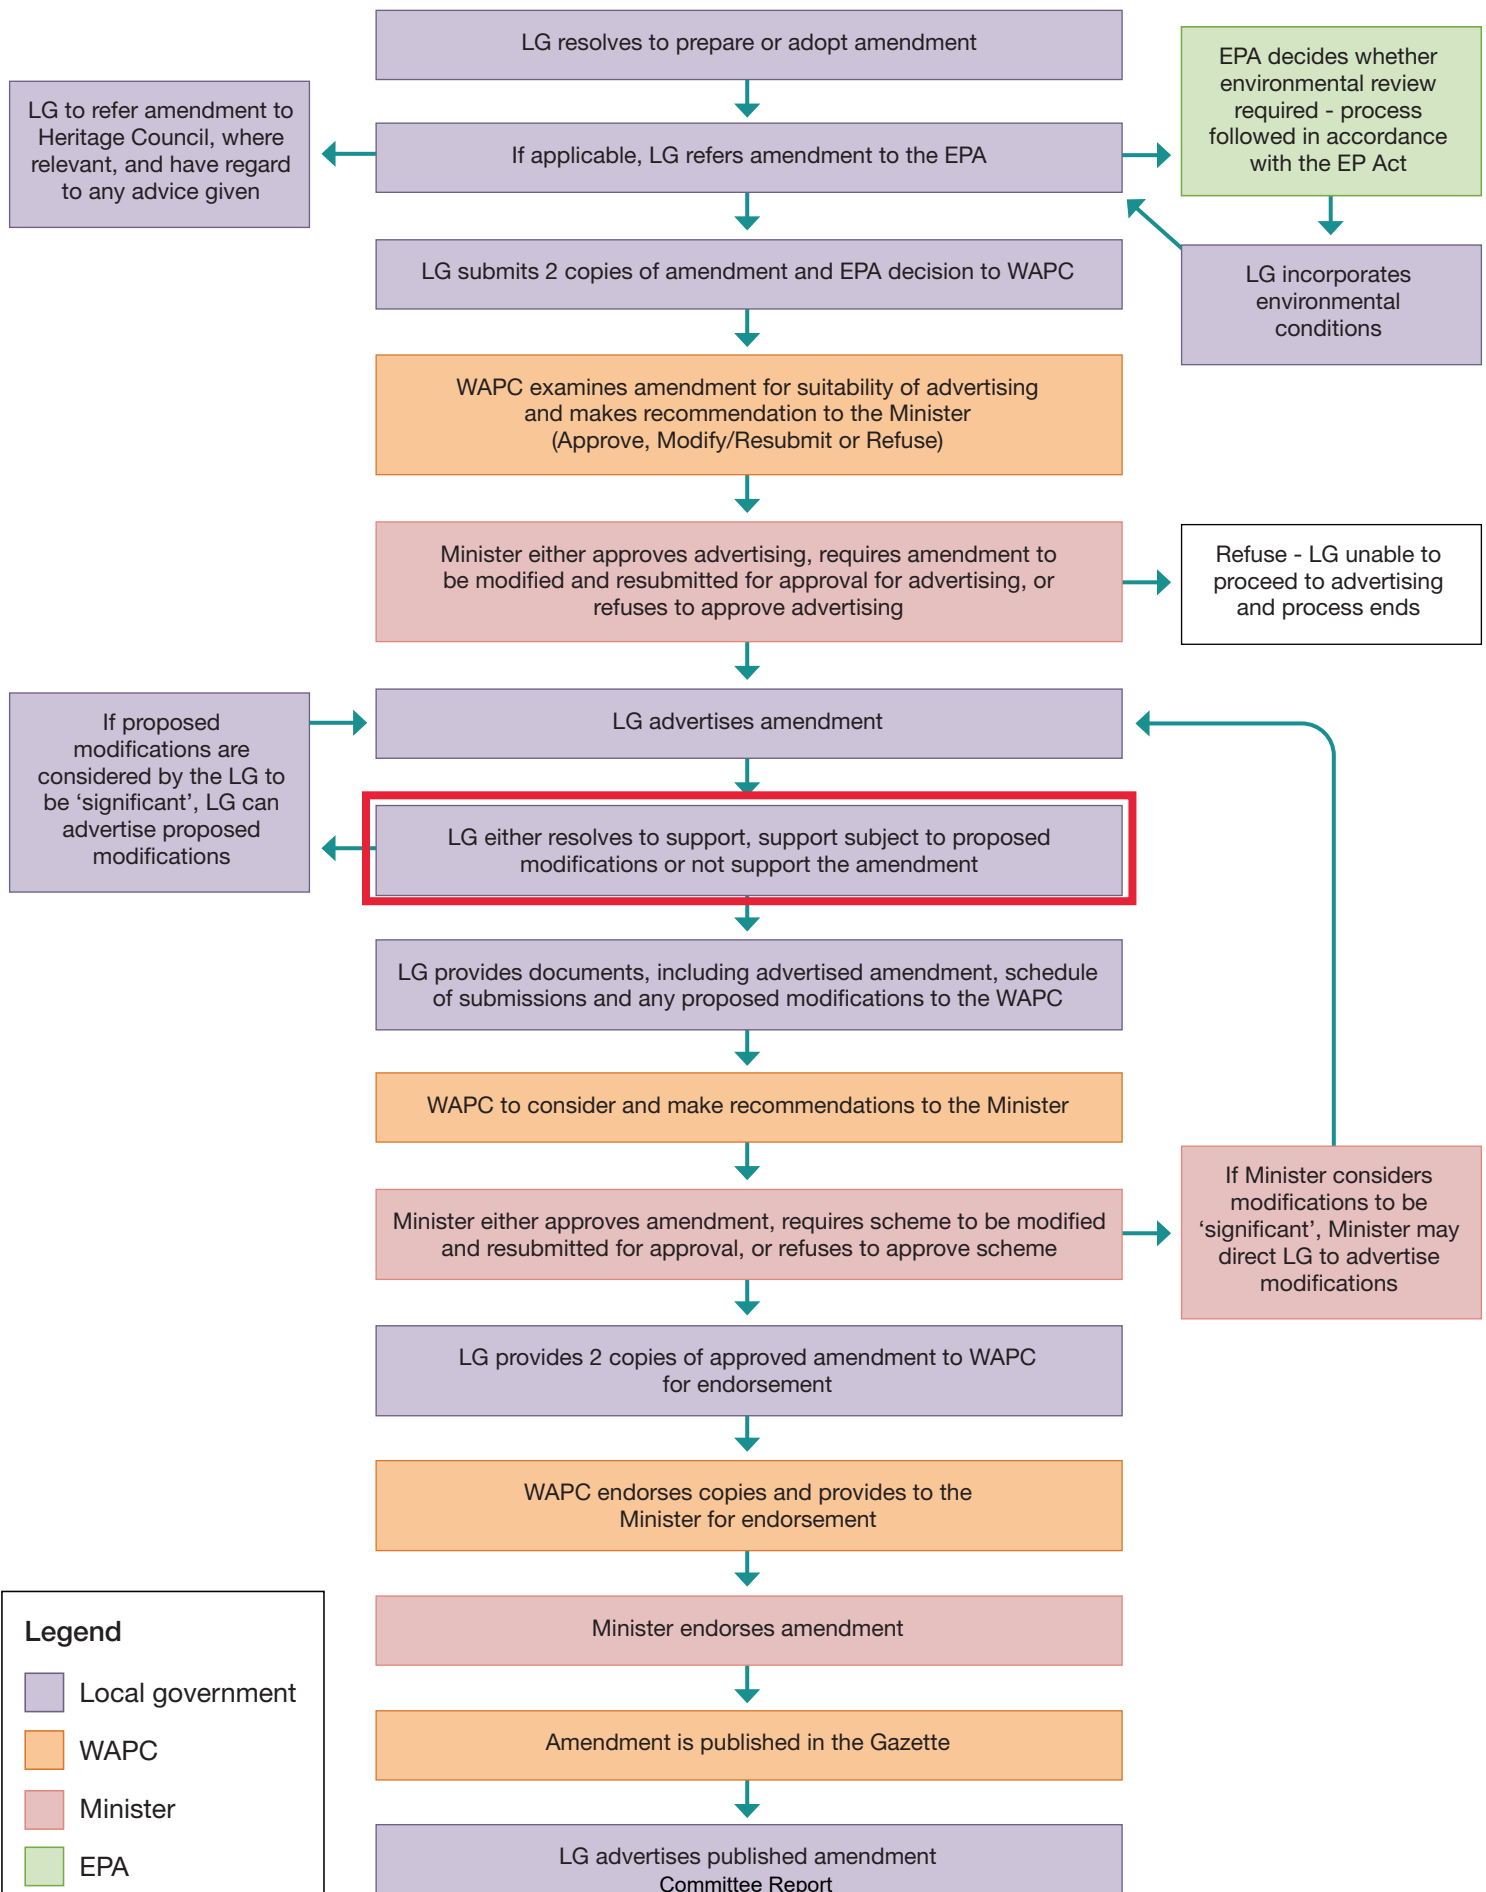 LG resolves to prepare or adopt amendment
LG to refer amendment to
Heritage Council, where
relevant, and have regard
to any advice given
If applicable, LG refers amendment to the EPA
EPA decides whether
environmental review
required - process
followed in accordance
with the EP Act
LG submits 2 copies of amendment and EPA decision to WAPC
LG incorporates
environmental
conditions
WAPC examines amendment for suitability of advertising
and makes recommendation to the Minister
(Approve, Modify/Resubmit or Refuse)
Minister either approves advertising, requires amendment to
be modified and resubmitted for approval for advertising, or
refuses to approve advertising
Refuse - LG unable to
proceed to advertising
and process ends
If proposed
modifications are
considered by the LG to
be ‘significant’, LG can
advertise proposed
modifications
LG advertises amendment
LG either resolves to support, support subject to proposed
modifications or not support the amendment
LG provides documents, including advertised amendment, schedule
of submissions and any proposed modifications to the WAPC
WAPC to consider and make recommendations to the Minister
Minister either approves amendment, requires scheme to be modified
and resubmitted for approval, or refuses to approve scheme
If Minister considers
modifications to be
‘significant’, Minister may
direct LG to advertise
modifications
LG provides 2 copies of approved amendment to WAPC
for endorsement
WAPC endorses copies and provides to the
Minister for endorsement
Minister endorses amendment
Amendment is published in the Gazette
LG advertises published amendment
Committee Report
Legend
Local government
WAPC
Minister
EPA